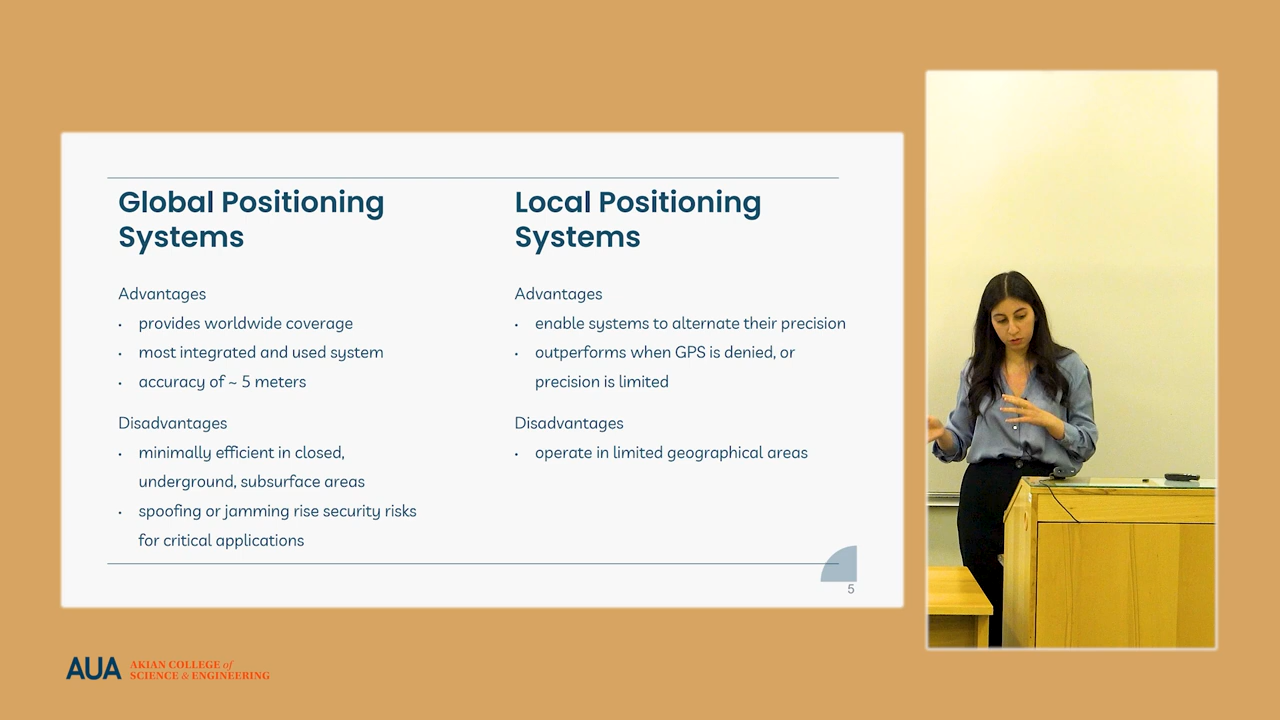 Global Positioning
Systems
Advantages
• provides worldwide coverage
• most integrated and used system
• accuracy of ~ 5 meters
Disadvantages
• minimally efficient in closed,
underground, subsurface areas
• spoofing or jamming rise security risks
for critical applications
Local Positioning
Systems
Advantages
• enable systems to alternate their precision
• outperforms when GPS is denied, or
precision is limited
Disadvantages
• operate in limited geographical areas
5
AUA
AKIAN COLLEGE of
SCIENCE & ENGINEERING